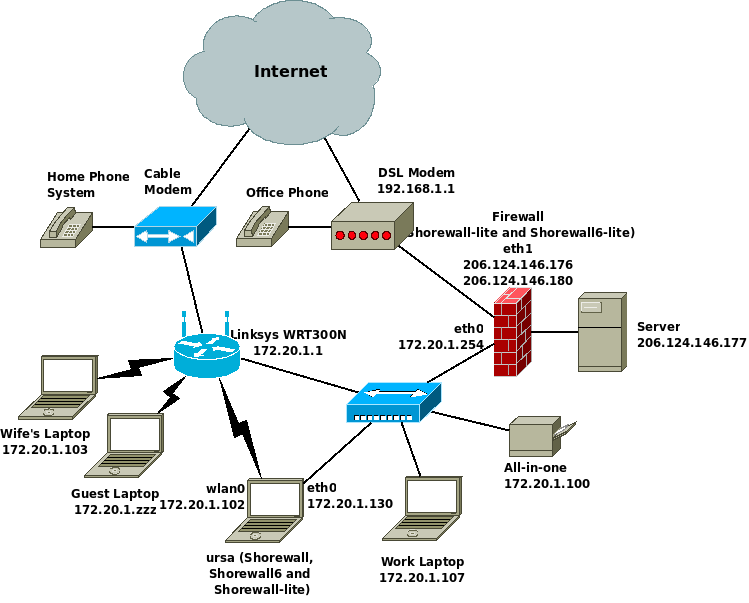 Internet
Home Phone
System
Cable
Modem
Office Phone
DSL Modem
192.168.1.1
Firewall
Shorewall-lite and Shorewall6-lite)
eth1
206.124.146.176
206.124.146.180
Linksys WRT300N
172.20.1.1
eth0
172.20.1.254
Server
206.124.146.177
Wife's Laptop
172.20.1.103
Guest Laptop
172.20.1.zzz
wlan0
172.20.1.102
eth0
172.20.1.130
All-in-one
172.20.1.100
ursa (Shorewall,
Shorewall6 and
Shorewall-lite)
Work Laptop
172.20.1.107